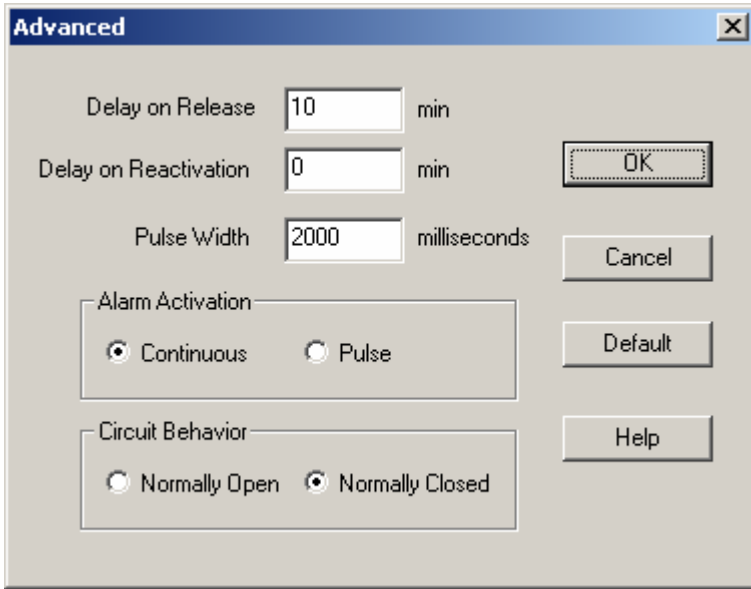 Advanced
Delay on Release 10 min
Delay on Reactivation 0 min
Pulse Width 2000 milliseconds
Alarm Activation
Continuous Pulse
Circuit Behavior
Normally Open Normally Closed
OK
Cancel
Default
Help